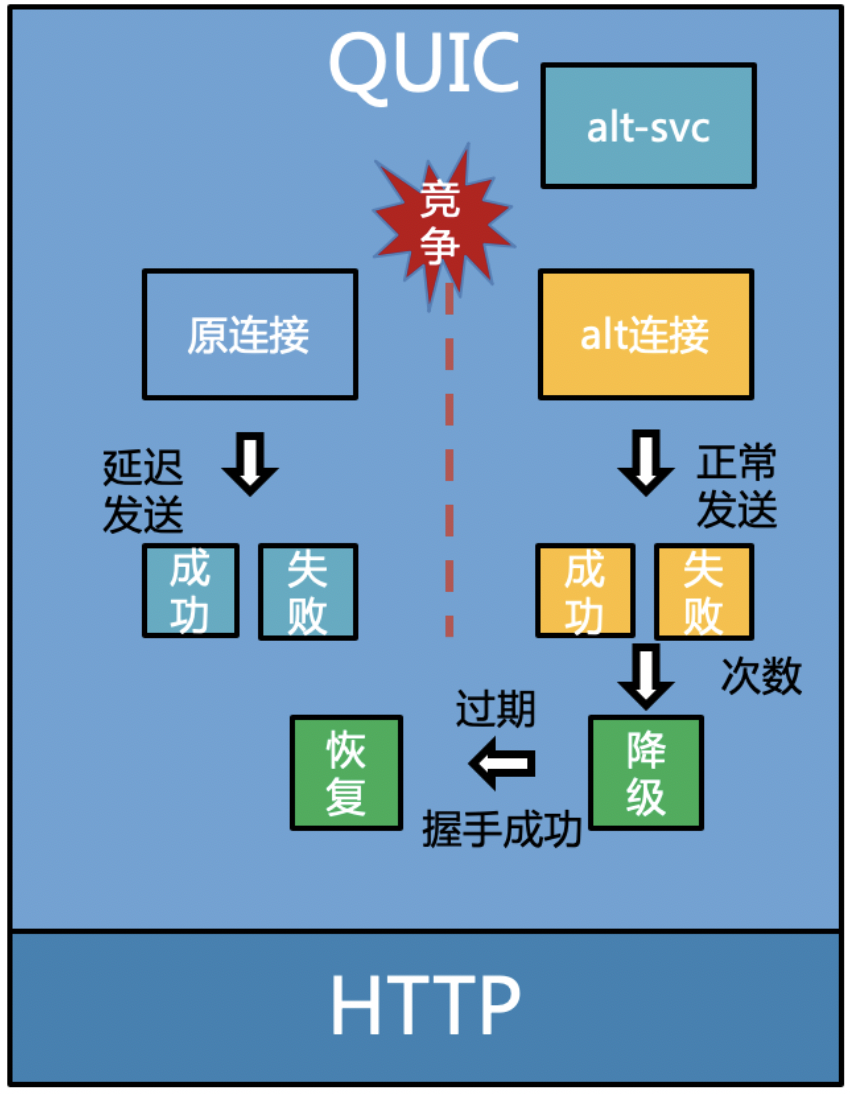 QUIC
alt-svc
竞
争
原连接
alt连接
延迟
发送
正常
发送
成
功
失
败
成
功
失
败
次数
过期
恢
复
降
级
握手成功
HTTP